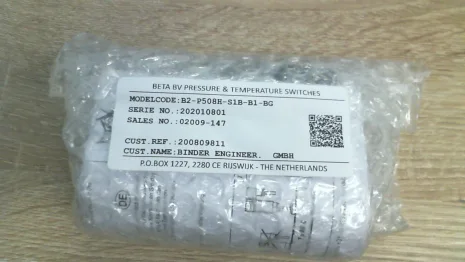 BETA BV PRESSURE & TEMPERATURE SWITCHES
MODELCODE:B2-P508H-S1B-B1-BG
SERIE NO.:202010801
SALES NO.:02009-147
CUST.REF.:200809811
CUST.NAME:BINDER ENGINEER. GMBH
P.O.BOX 1227, 2280 CE RIJSWIJK - THE NETHERLANDS
DE